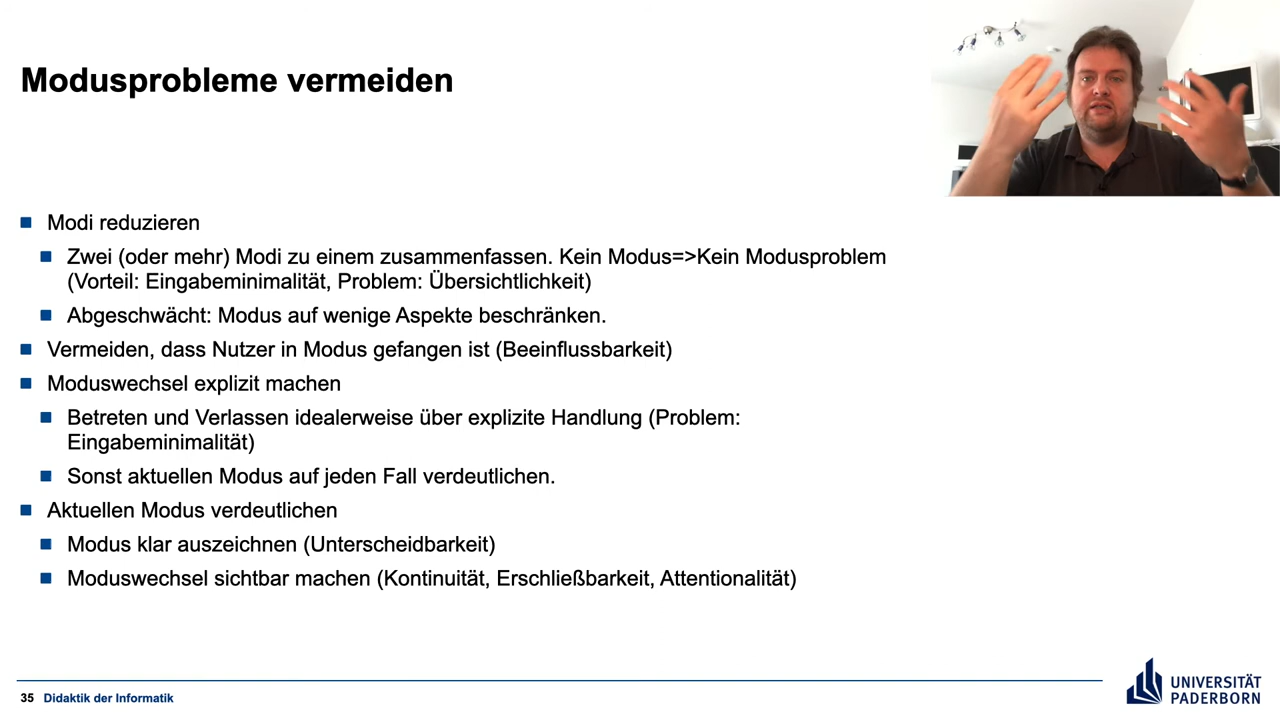 Modusprobleme vermeiden
Modi reduzieren
Zwei (oder mehr) Modi zu einem zusammenfassen. Kein Modus=>Kein Modusproblem
(Vorteil: Eingabeminimalität, Problem: Übersichtlichkeit)
Abgeschwächt: Modus auf wenige Aspekte beschränken.
Vermeiden, dass Nutzer in Modus gefangen ist (Beeinflussbarkeit)
Moduswechsel explizit machen
Betreten und Verlassen idealerweise über explizite Handlung (Problem:
Eingabeminimalität)
Sonst aktuellen Modus auf jeden Fall verdeutlichen.
Aktuellen Modus verdeutlichen
Modus klar auszeichnen (Unterscheidbarkeit)
Moduswechsel sichtbar machen (Kontinuität, Erschließbarkeit, Attentionalität)
35 Didaktik der Informatik
UNIVERSITÄT
PADERBORN